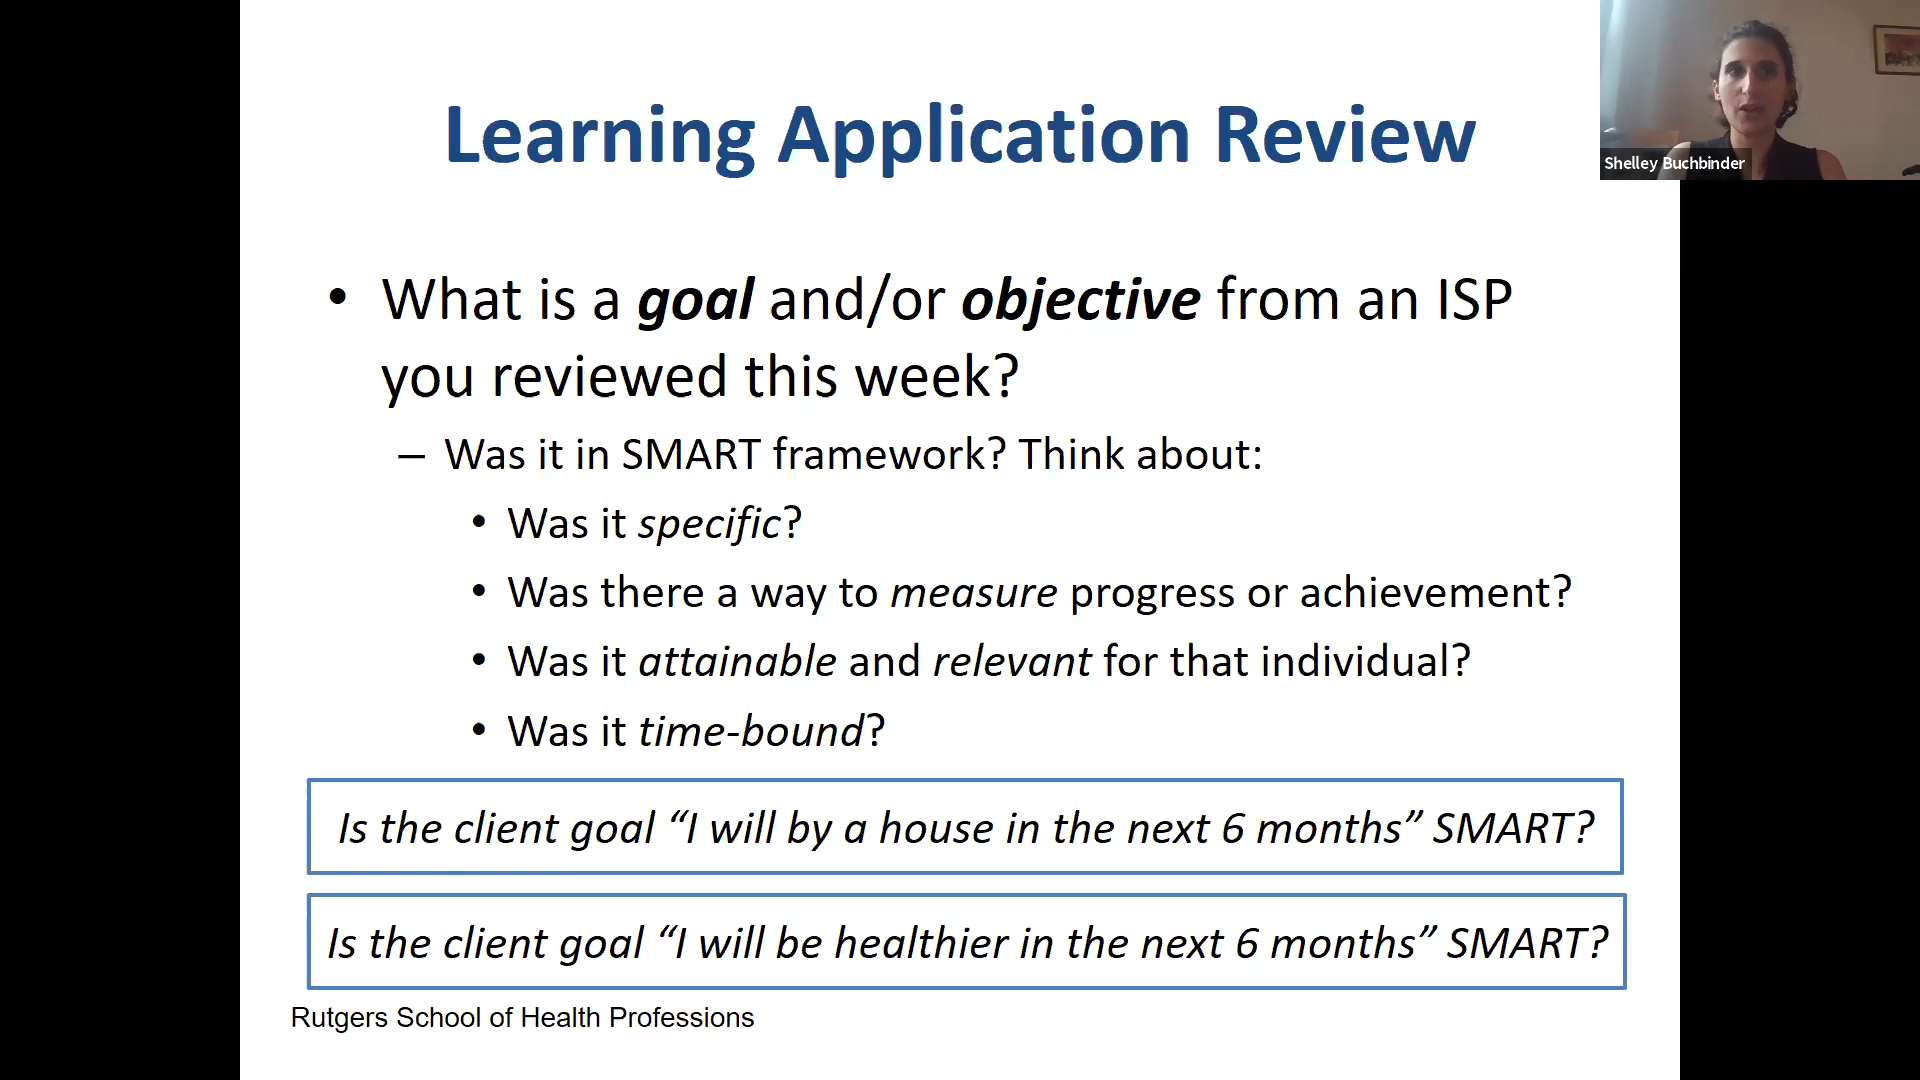 Learning Application Review
Shelley Buchbinder
• What is a goal and/or objective from an ISP
you reviewed this week?
– Was it in SMART framework? Think about:
• Was it specific?
• Was there a way to measure progress or achievement?
• Was it attainable and relevant for that individual?
• Was it time-bound?
Is the client goal “I will by a house in the next 6 months” SMART?
Is the client goal “I will be healthier in the next 6 months” SMART?
Rutgers School of Health Professions